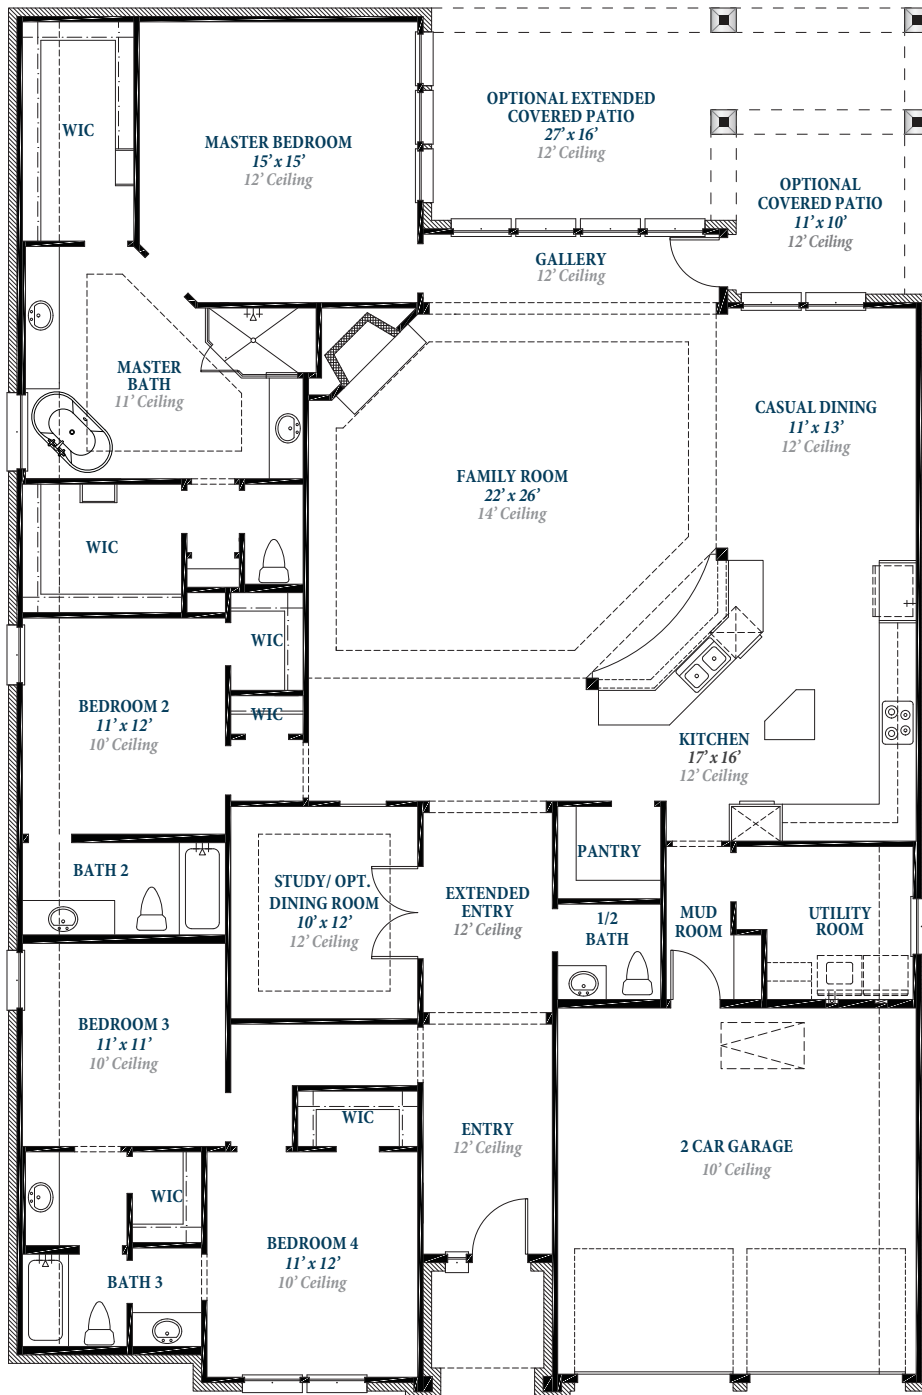 WIC
MASTER BEDROOM
15' x 15'
12' Ceiling
OPTIONAL EXTENDED
COVERED PATIO
27' x 16'
12' Ceiling
OPTIONAL
COVERED PATIO
11' x 10'
12' Ceiling
GALLERY
12' Ceiling
MASTER
BATH
11' Ceiling
CASUAL DINING
11' x 13'
12' Ceiling
FAMILY ROOM
22' x 26'
14' Ceiling
WIC
WIC
BEDROOM 2
11' x 12'
10' Ceiling
WIC
KITCHEN
17' x 16'
12' Ceiling
BATH 2
STUDY/ OPT.
DINING ROOM
10' x 12'
12' Ceiling
EXTENDED
ENTRY
12' Ceiling
PANTRY
1/2
BATH
MUD
ROOM
UTILITY
ROOM
BEDROOM 3
11' x 11'
10' Ceiling
WIC
ENTRY
12' Ceiling
2 CAR GARAGE
10' Ceiling
WIC
BATH 3
BEDROOM 4
11' x 12'
10' Ceiling